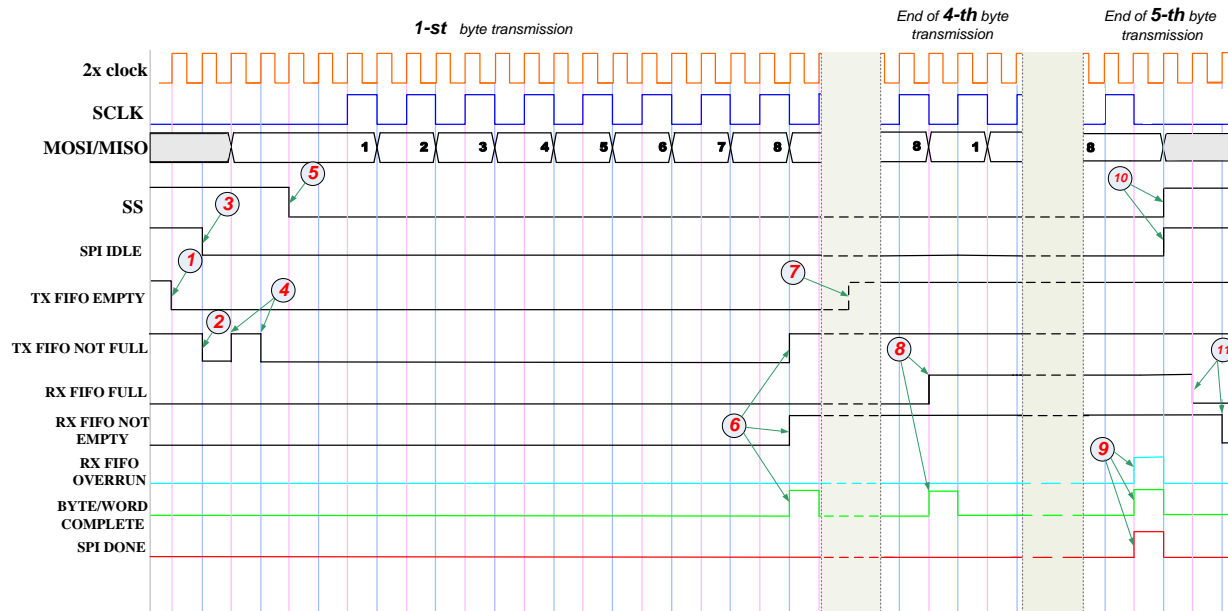 1-st byte transmission
End of 4-th byte
transmission
End of 5-th byte
transmission
2x clock
SCLK
MOSI/MISO
1 2 3 4 5 6 7 8 8 1 8
5
10
SS
3
SPI IDLE
1
7
4
TX FIFO EMPTY
2
TX FIFO NOT FULL
8
11
RX FIFO FULL
6
RX FIFO NOT
EMPTY
9
RX FIFO
OVERRUN
BYTE/WORD
COMPLETE
SPI DONE